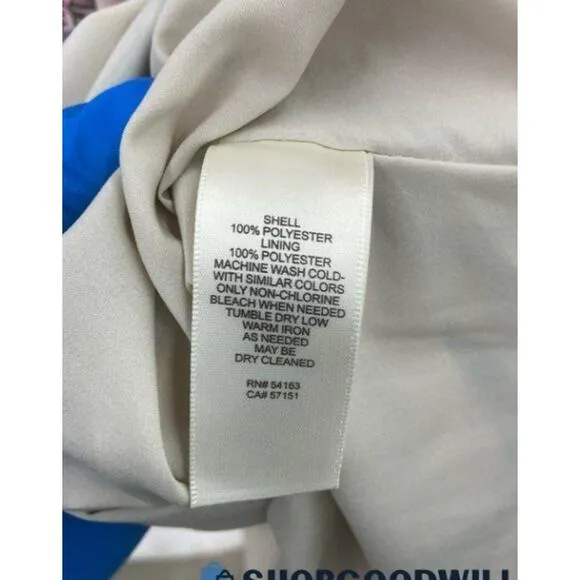 SHELL
100% POLYESTER
LINING
100% POLYESTER
MACHINE WASH COLD-
WITH SIMILAR COLORS
ONLY NON-CHLORINE
BLEACH WHEN NEEDED
TUMBLE DRY LOW
WARM IRON
AS NEEDED
MAY BE
DRY CLEANED
RN# 54163
CA# 57151
SHOPGOODWILL